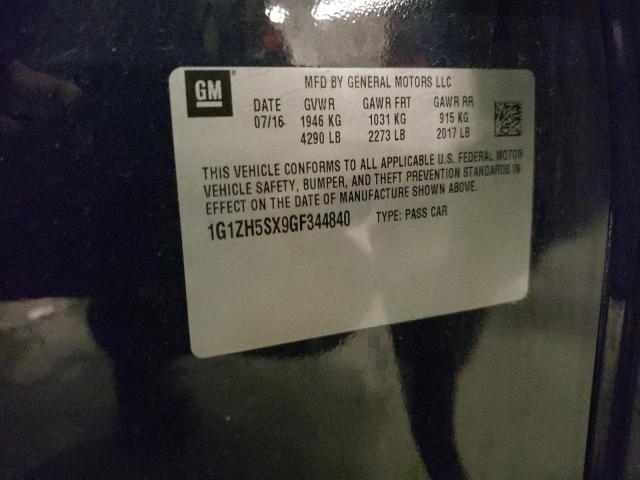 GM
MFD BY GENERAL MOTORS LLC
DATE GVWR GAWR FRT GAWR RR
07/16 1946 KG 1031 KG 915 KG
4290 LB 2273 LB 2017 LB
THIS VEHICLE CONFORMS TO ALL APPLICABLE U.S. FEDERAL MOTOR
VEHICLE SAFETY, BUMPER, AND THEFT PREVENTION STANDARDS IN
EFFECT ON THE DATE OF MANUFACTURE SHOWN ABOVE.
1G1ZH5SX9GF344840 TYPE: PASS CAR